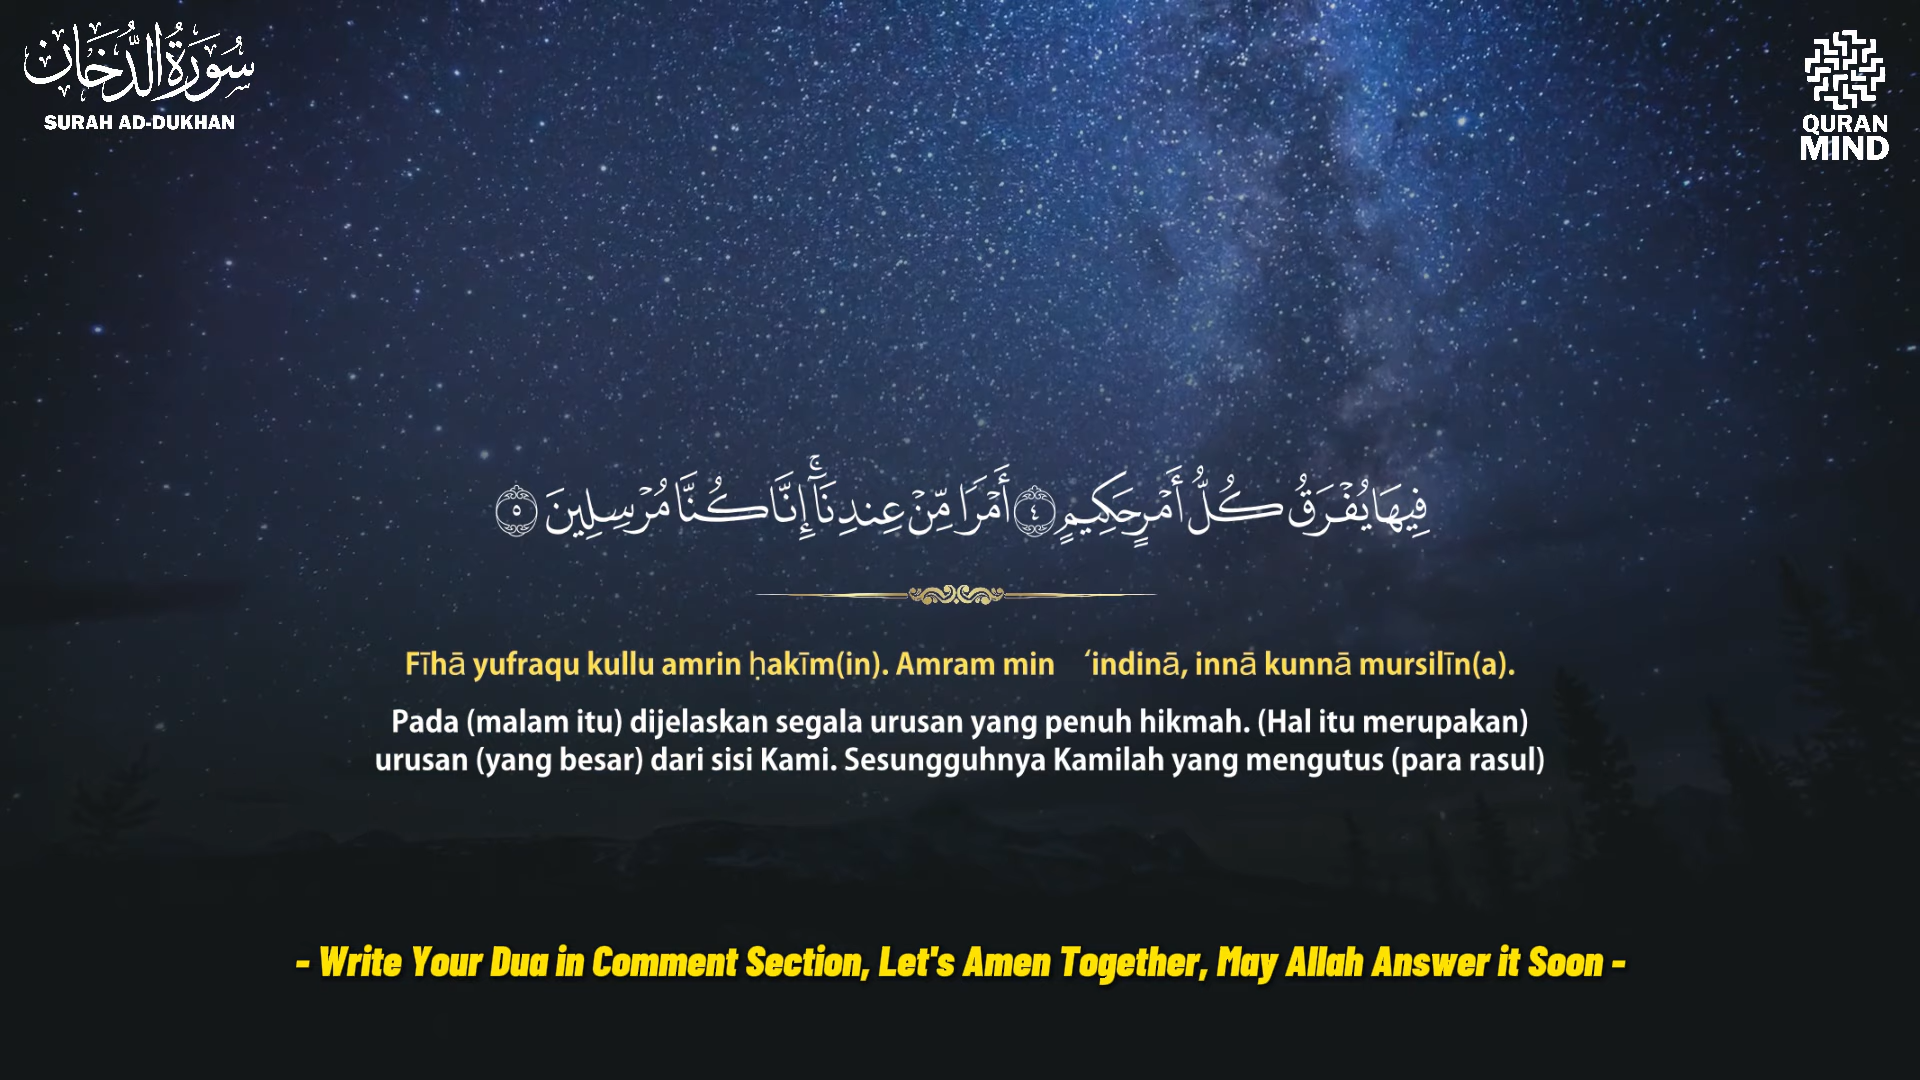 سُورَةُ الدُّخَان
SURAH AD-DUKHAN
QURAN
MIND
فِيهَا يُفْرَقُ كُلُّ أَمْرٍ حَكِيمٍ ٤ أَمْرًا مِّنْ عِندِنَآ ۚ إِنَّا كُنَّا مُرْسِلِينَ ٥
Fīhā yufraqu kullu amrin ḥakīm(in). Amram min ‘indinā, innā kunnā mursilīn(a).
Pada (malam itu) dijelaskan segala urusan yang penuh hikmah. (Hal itu merupakan)
urusan (yang besar) dari sisi Kami. Sesungguhnya Kamilah yang mengutus (para rasul)
- Write Your Dua in Comment Section, Let's Amen Together, May Allah Answer it Soon -